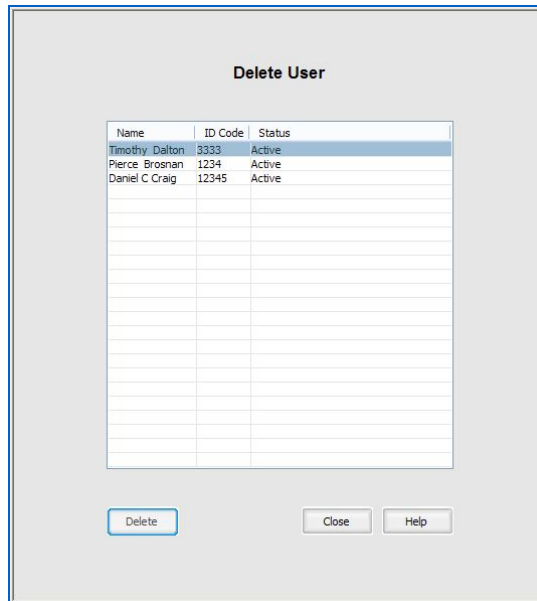 Delete User
Name ID Code Status
Timothy Dalton 3333 Active
Pierce Brosnan 1234 Active
Daniel C Craig 12345 Active
Delete Close Help